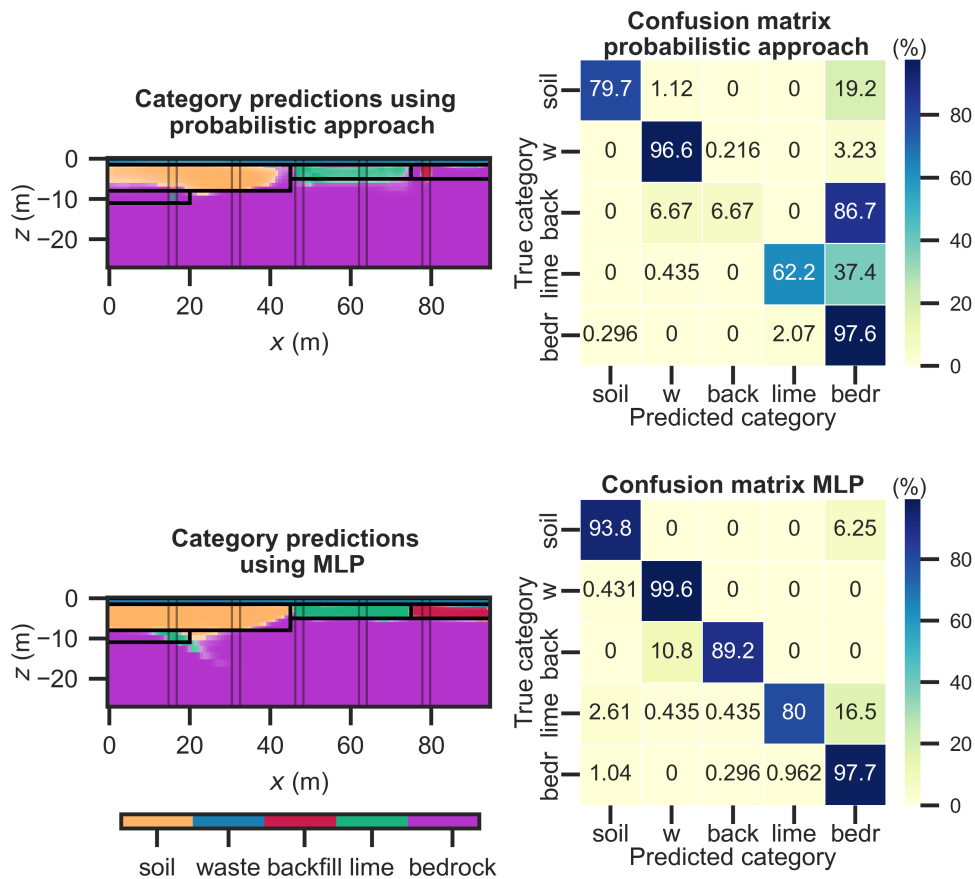 Category predictions using
probabilistic approach
z (m)
0
−10
−20
0 20 40 60 80
x (m)
Confusion matrix
probabilistic approach
(%)
True category
soil 79.7 1.12 0 0 19.2
w 0 96.6 0.216 0 3.23
back 0 6.67 6.67 0 86.7
lime 0 0.435 0 62.2 37.4
bedr 0.296 0 0 2.07 97.6
soil w back lime bedr
Predicted category
80
60
40
20
0
Category predictions
using MLP
z (m)
0
−10
−20
0 20 40 60 80
x (m)
soil waste backfill lime bedrock
Confusion matrix MLP
(%)
True category
soil 93.8 0 0 0 6.25
w 0.431 99.6 0 0 0
back 0 10.8 89.2 0 0
lime 2.61 0.435 0.435 80 16.5
bedr 1.04 0 0.296 0.962 97.7
soil w back lime bedr
Predicted category
80
60
40
20
0